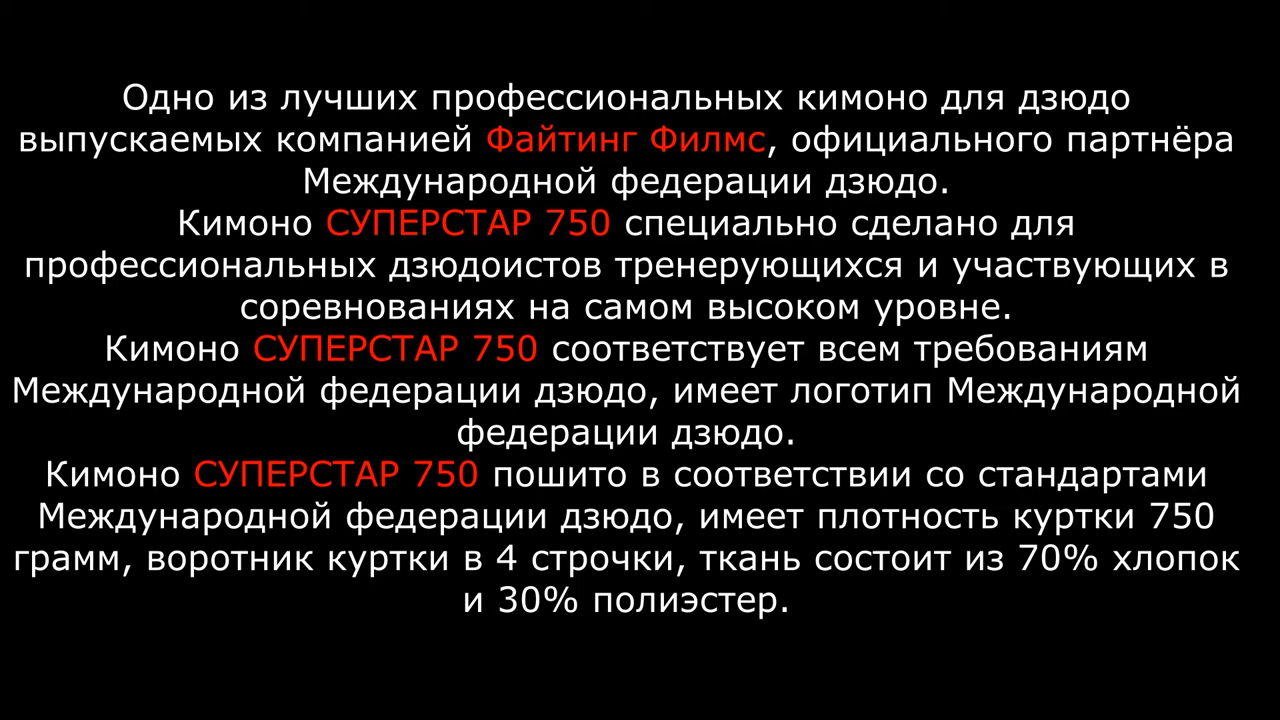 Одно из лучших профессиональных кимоно для дзюдо
выпускаемых компанией Файтинг Филмс, официального партнёра
Международной федерации дзюдо.
Кимоно СУПЕРСТАР 750 специально сделано для
профессиональных дзюдоистов тренерующихся и участвующих в
соревнованиях на самом высоком уровне.
Кимоно СУПЕРСТАР 750 соответствует всем требованиям
Международной федерации дзюдо, имеет логотип Международной
федерации дзюдо.
Кимоно СУПЕРСТАР 750 пошито в соответствии со стандартами
Международной федерации дзюдо, имеет плотность куртки 750
грамм, воротник куртки в 4 строчки, ткань состоит из 70% хлопок
и 30% полиэстер.